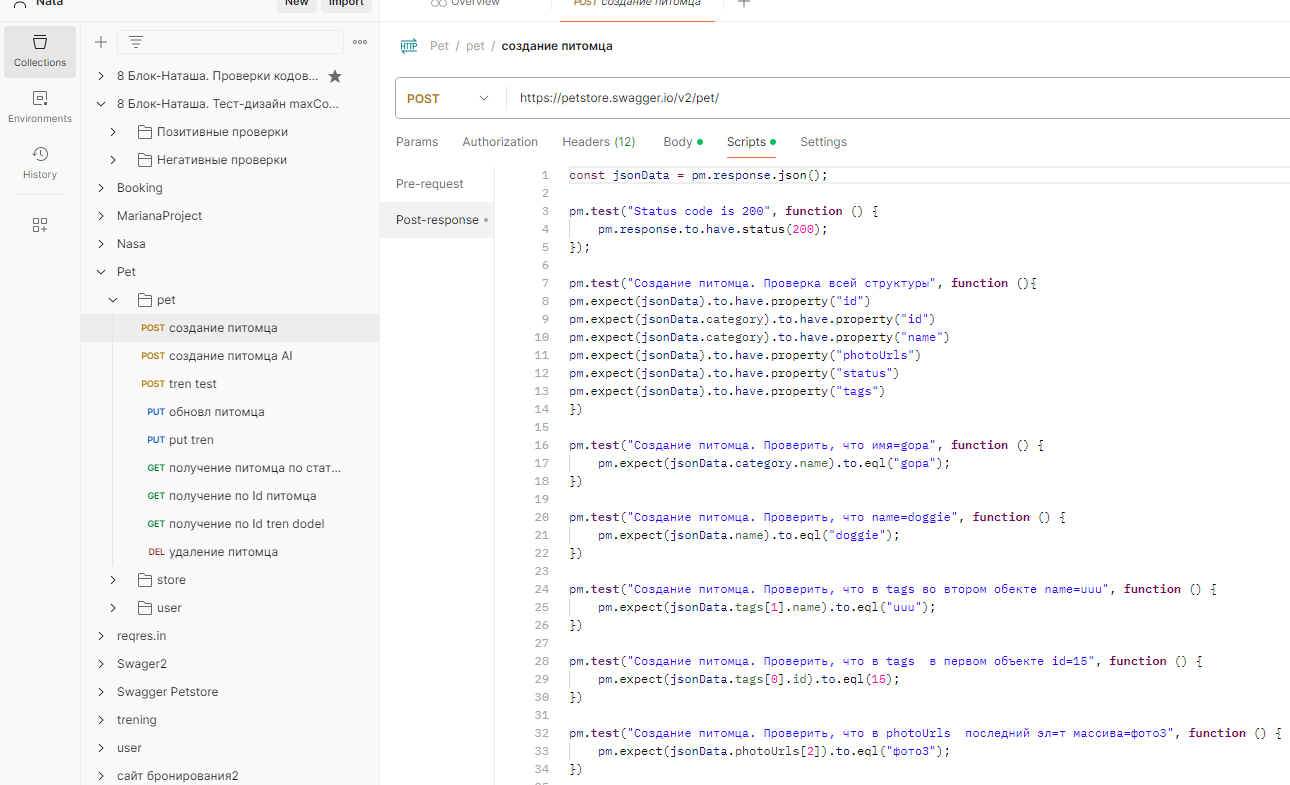 Nata
New
Import
Overview
POST создание питомца
Collections
Environments
History
8 Блок-Наташа. Проверки кодов...
8 Блок-Наташа. Тест-дизайн maxCo...
Позитивные проверки
Негативные проверки
Booking
MarianaProject
Nasa
Pet
pet
POST создание питомца
POST создание питомца AI
POST tren test
PUT обновл питомца
PUT put tren
GET получение питомца по стат...
GET получение по Id питомца
GET получение по Id tren dodel
DEL удаление питомца
store
user
reqres.in
Swager2
Swagger Petstore
trening
user
сайт бронирования2
HTTP Pet / pet / создание питомца
POST https://petstore.swagger.io/v2/pet/
Params Authorization Headers (12) Body Scripts Settings
Pre-request
Post-response
1 const jsonData = pm.response.json();
2
3 pm.test("Status code is 200", function () {
4 pm.response.to.have.status(200);
5 });
6
7 pm.test("Создание питомца. Проверка всей структуры", function (){
8 pm.expect(jsonData).to.have.property("id")
9 pm.expect(jsonData.category).to.have.property("id")
10 pm.expect(jsonData.category).to.have.property("name")
11 pm.expect(jsonData).to.have.property("photoUrls")
12 pm.expect(jsonData).to.have.property("status")
13 pm.expect(jsonData).to.have.property("tags")
14 })
15
16 pm.test("Создание питомца. Проверить, что имя=gopa", function () {
17 pm.expect(jsonData.category.name).to.eql("gopa");
18 })
19
20 pm.test("Создание питомца. Проверить, что name=doggie", function () {
21 pm.expect(jsonData.name).to.eql("doggie");
22 })
23
24 pm.test("Создание питомца. Проверить, что в tags во втором обекте name=uuu", function () {
25 pm.expect(jsonData.tags[1].name).to.eql("uuu");
26 })
27
28 pm.test("Создание питомца. Проверить, что в tags  в первом объекте id=15", function () {
29 pm.expect(jsonData.tags[0].id).to.eql(15);
30 })
31
32 pm.test("Создание питомца. Проверить, что в photoUrls  последний эл=т массива=фото3", function () {
33 pm.expect(jsonData.photoUrls[2]).to.eql("фото3");
34 })